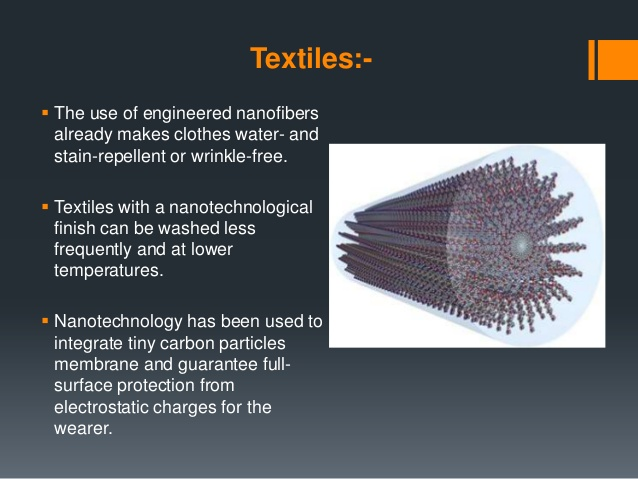 Textiles:-
▪ The use of engineered nanofibers
already makes clothes water- and
stain-repellent or wrinkle-free.
▪ Textiles with a nanotechnological
finish can be washed less
frequently and at lower
temperatures.
▪ Nanotechnology has been used to
integrate tiny carbon particles
membrane and guarantee full-
surface protection from
electrostatic charges for the
wearer.